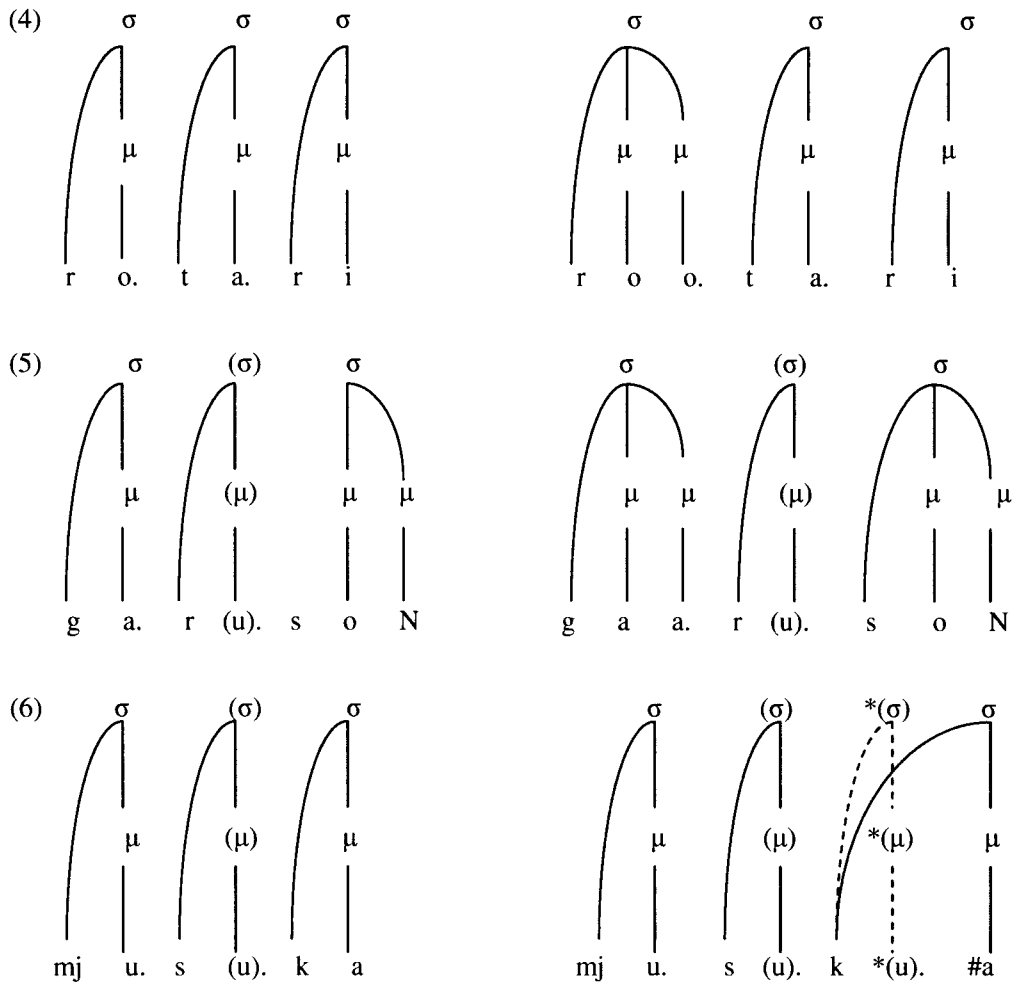 (4) σ σ σ σ σ σ
μ μ μ μ μ μ μ
r o. t a. r i r o o. t a. r i
(5) σ (σ) σ σ (σ) σ
μ (μ) μ μ μ μ (μ) μ μ
g a. r (u). s o N g a a. r (u). s o N
(6) σ (σ) σ σ (σ) *(σ) σ
μ (μ) μ μ (μ) *(μ) μ
mj u. s (u). k a mj u. s (u). k *(u). #a